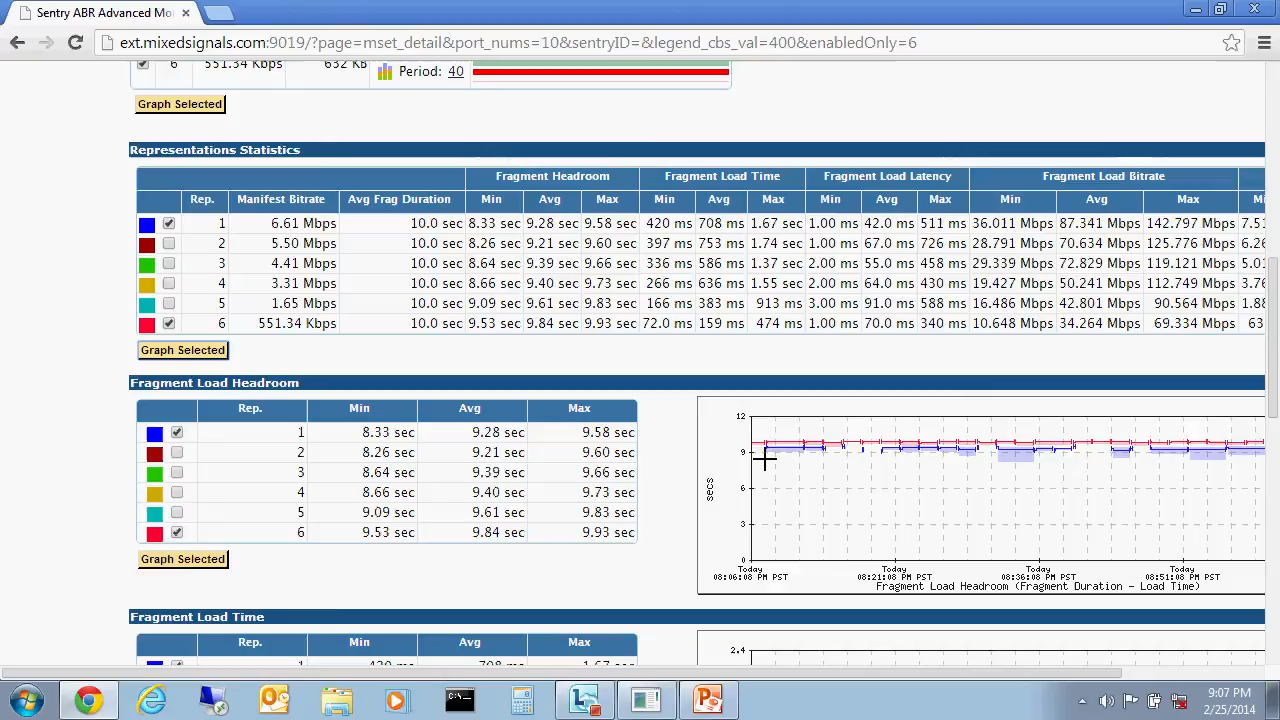 Sentry ABR Advanced Mo
ext.mixedsignals.com:9019/?page=mset_detail&port_nums=10&sentryID=&legend_cbs_val=400&enabledOnly=6
6 551.34 Kbps 632 KB Period: 40
Graph Selected
Representations Statistics
Fragment Headroom Fragment Load Time Fragment Load Latency Fragment Load Bitrate
Rep. Manifest Bitrate Avg Frag Duration Min Avg Max Min Avg Max Min Avg Max Min Avg Max
1 6.61 Mbps 10.0 sec 8.33 sec 9.28 sec 9.58 sec 420 ms 708 ms 1.67 sec 1.00 ms 42.0 ms 511 ms 36.011 Mbps 87.341 Mbps 142.797 Mbps 7.51
2 5.50 Mbps 10.0 sec 8.26 sec 9.21 sec 9.60 sec 397 ms 753 ms 1.74 sec 1.00 ms 67.0 ms 726 ms 28.791 Mbps 70.634 Mbps 125.776 Mbps 6.26
3 4.41 Mbps 10.0 sec 8.64 sec 9.39 sec 9.66 sec 336 ms 586 ms 1.37 sec 2.00 ms 55.0 ms 458 ms 29.339 Mbps 72.829 Mbps 119.121 Mbps 5.01
4 3.31 Mbps 10.0 sec 8.66 sec 9.40 sec 9.73 sec 266 ms 636 ms 1.55 sec 2.00 ms 64.0 ms 430 ms 19.427 Mbps 50.241 Mbps 112.749 Mbps 3.76
5 1.65 Mbps 10.0 sec 9.09 sec 9.61 sec 9.83 sec 166 ms 383 ms 913 ms 3.00 ms 71.0 ms 588 ms 16.486 Mbps 42.801 Mbps 90.564 Mbps 1.88
6 551.34 Kbps 10.0 sec 9.53 sec 9.84 sec 9.93 sec 72.0 ms 159 ms 474 ms 1.00 ms 70.0 ms 340 ms 10.648 Mbps 34.264 Mbps 69.334 Mbps 63
Graph Selected
Fragment Load Headroom
Rep. Min Avg Max
1 8.33 sec 9.28 sec 9.58 sec
2 8.26 sec 9.21 sec 9.60 sec
3 8.64 sec 9.39 sec 9.66 sec
4 8.66 sec 9.40 sec 9.73 sec
5 9.09 sec 9.61 sec 9.83 sec
6 9.53 sec 9.84 sec 9.93 sec
Graph Selected
12
9
6
3
0
secs
Today Today Today Today
08:06:08 PM PST 08:21:08 PM PST 08:36:08 PM PST 08:51:08 PM PST
Fragment Load Headroom (Fragment Duration - Load Time)
Fragment Load Time
Rep. Min Avg Max
2.4
1 420 ms 708 ms 1.67 sec
9:07 PM
2/25/2014